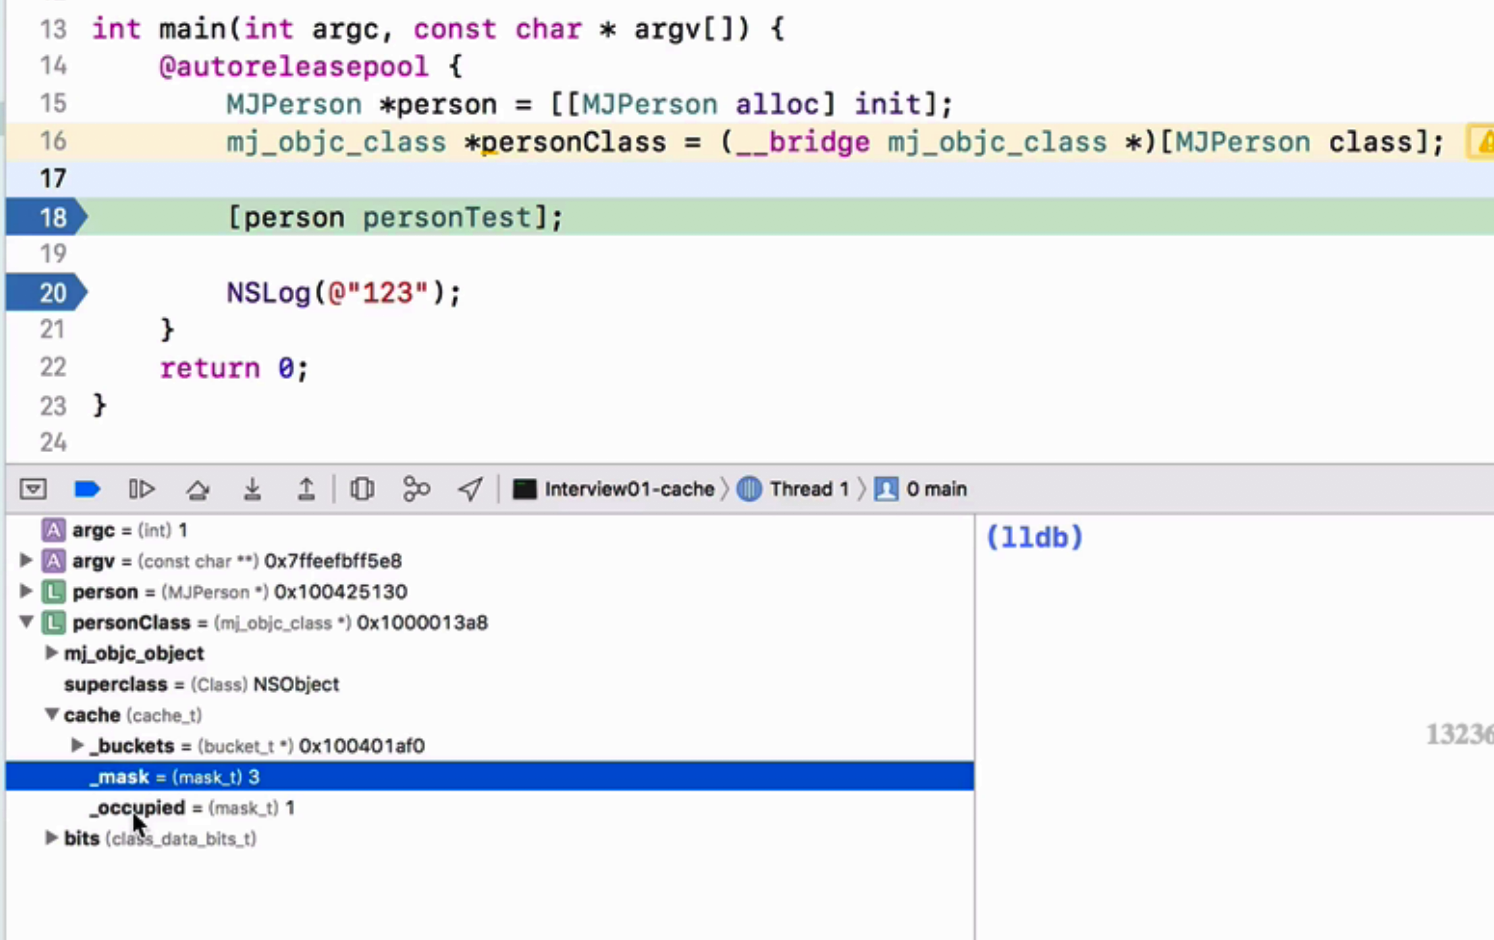 13 int main(int argc, const char * argv[]) {
14 @autoreleasepool {
15 MJPerson *person = [[MJPerson alloc] init];
16 mj_objc_class *personClass = (__bridge mj_objc_class *)[MJPerson class];
17
18 [person personTest];
19
20 NSLog(@"123");
21 }
22 return 0;
23 }
24
Interview01-cache 〉 Thread 1 〉 0 main
A argc = (int) 1
A argv = (const char **) 0x7ffeefbff5e8
L person = (MJPerson *) 0x100425130
L personClass = (mj_objc_class *) 0x1000013a8
mj_objc_object
superclass = (Class) NSObject
cache (cache_t)
_buckets = (bucket_t *) 0x100401af0
_mask = (mask_t) 3
_occupied = (mask_t) 1
bits (class_data_bits_t)
(lldb)
13236